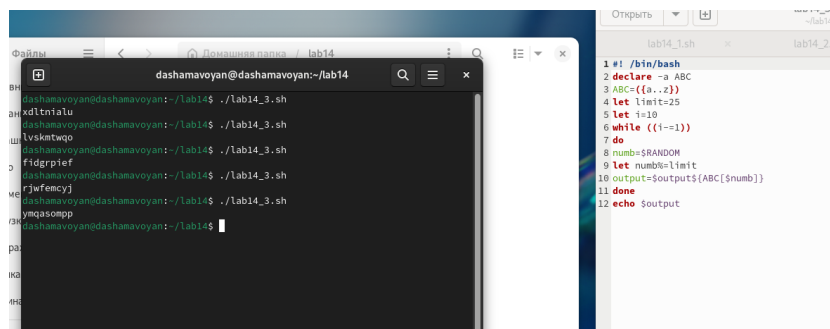 Открыть
~/lab1
Файлы
Домашняя папка / lab14
lab14_1.sh ×
lab14_2
dashamavoyan@dashamavoyan:~/lab14
dashamavoyan@dashamavoyan:~/lab14$ ./lab14_3.sh
xdltnialu
dashamavoyan@dashamavoyan:~/lab14$ ./lab14_3.sh
lvskmtwqo
dashamavoyan@dashamavoyan:~/lab14$ ./lab14_3.sh
fidgrpief
dashamavoyan@dashamavoyan:~/lab14$ ./lab14_3.sh
rjwfemcyj
dashamavoyan@dashamavoyan:~/lab14$ ./lab14_3.sh
ymqasompp
dashamavoyan@dashamavoyan:~/lab14$
1 #! /bin/bash
2 declare -a ABC
3 ABC=({a..z})
4 let limit=25
5 let i=10
6 while ((i-=1))
7 do
8 numb=$RANDOM
9 let numb%=limit
10 output=$output${ABC[$numb]}
11 done
12 echo $output